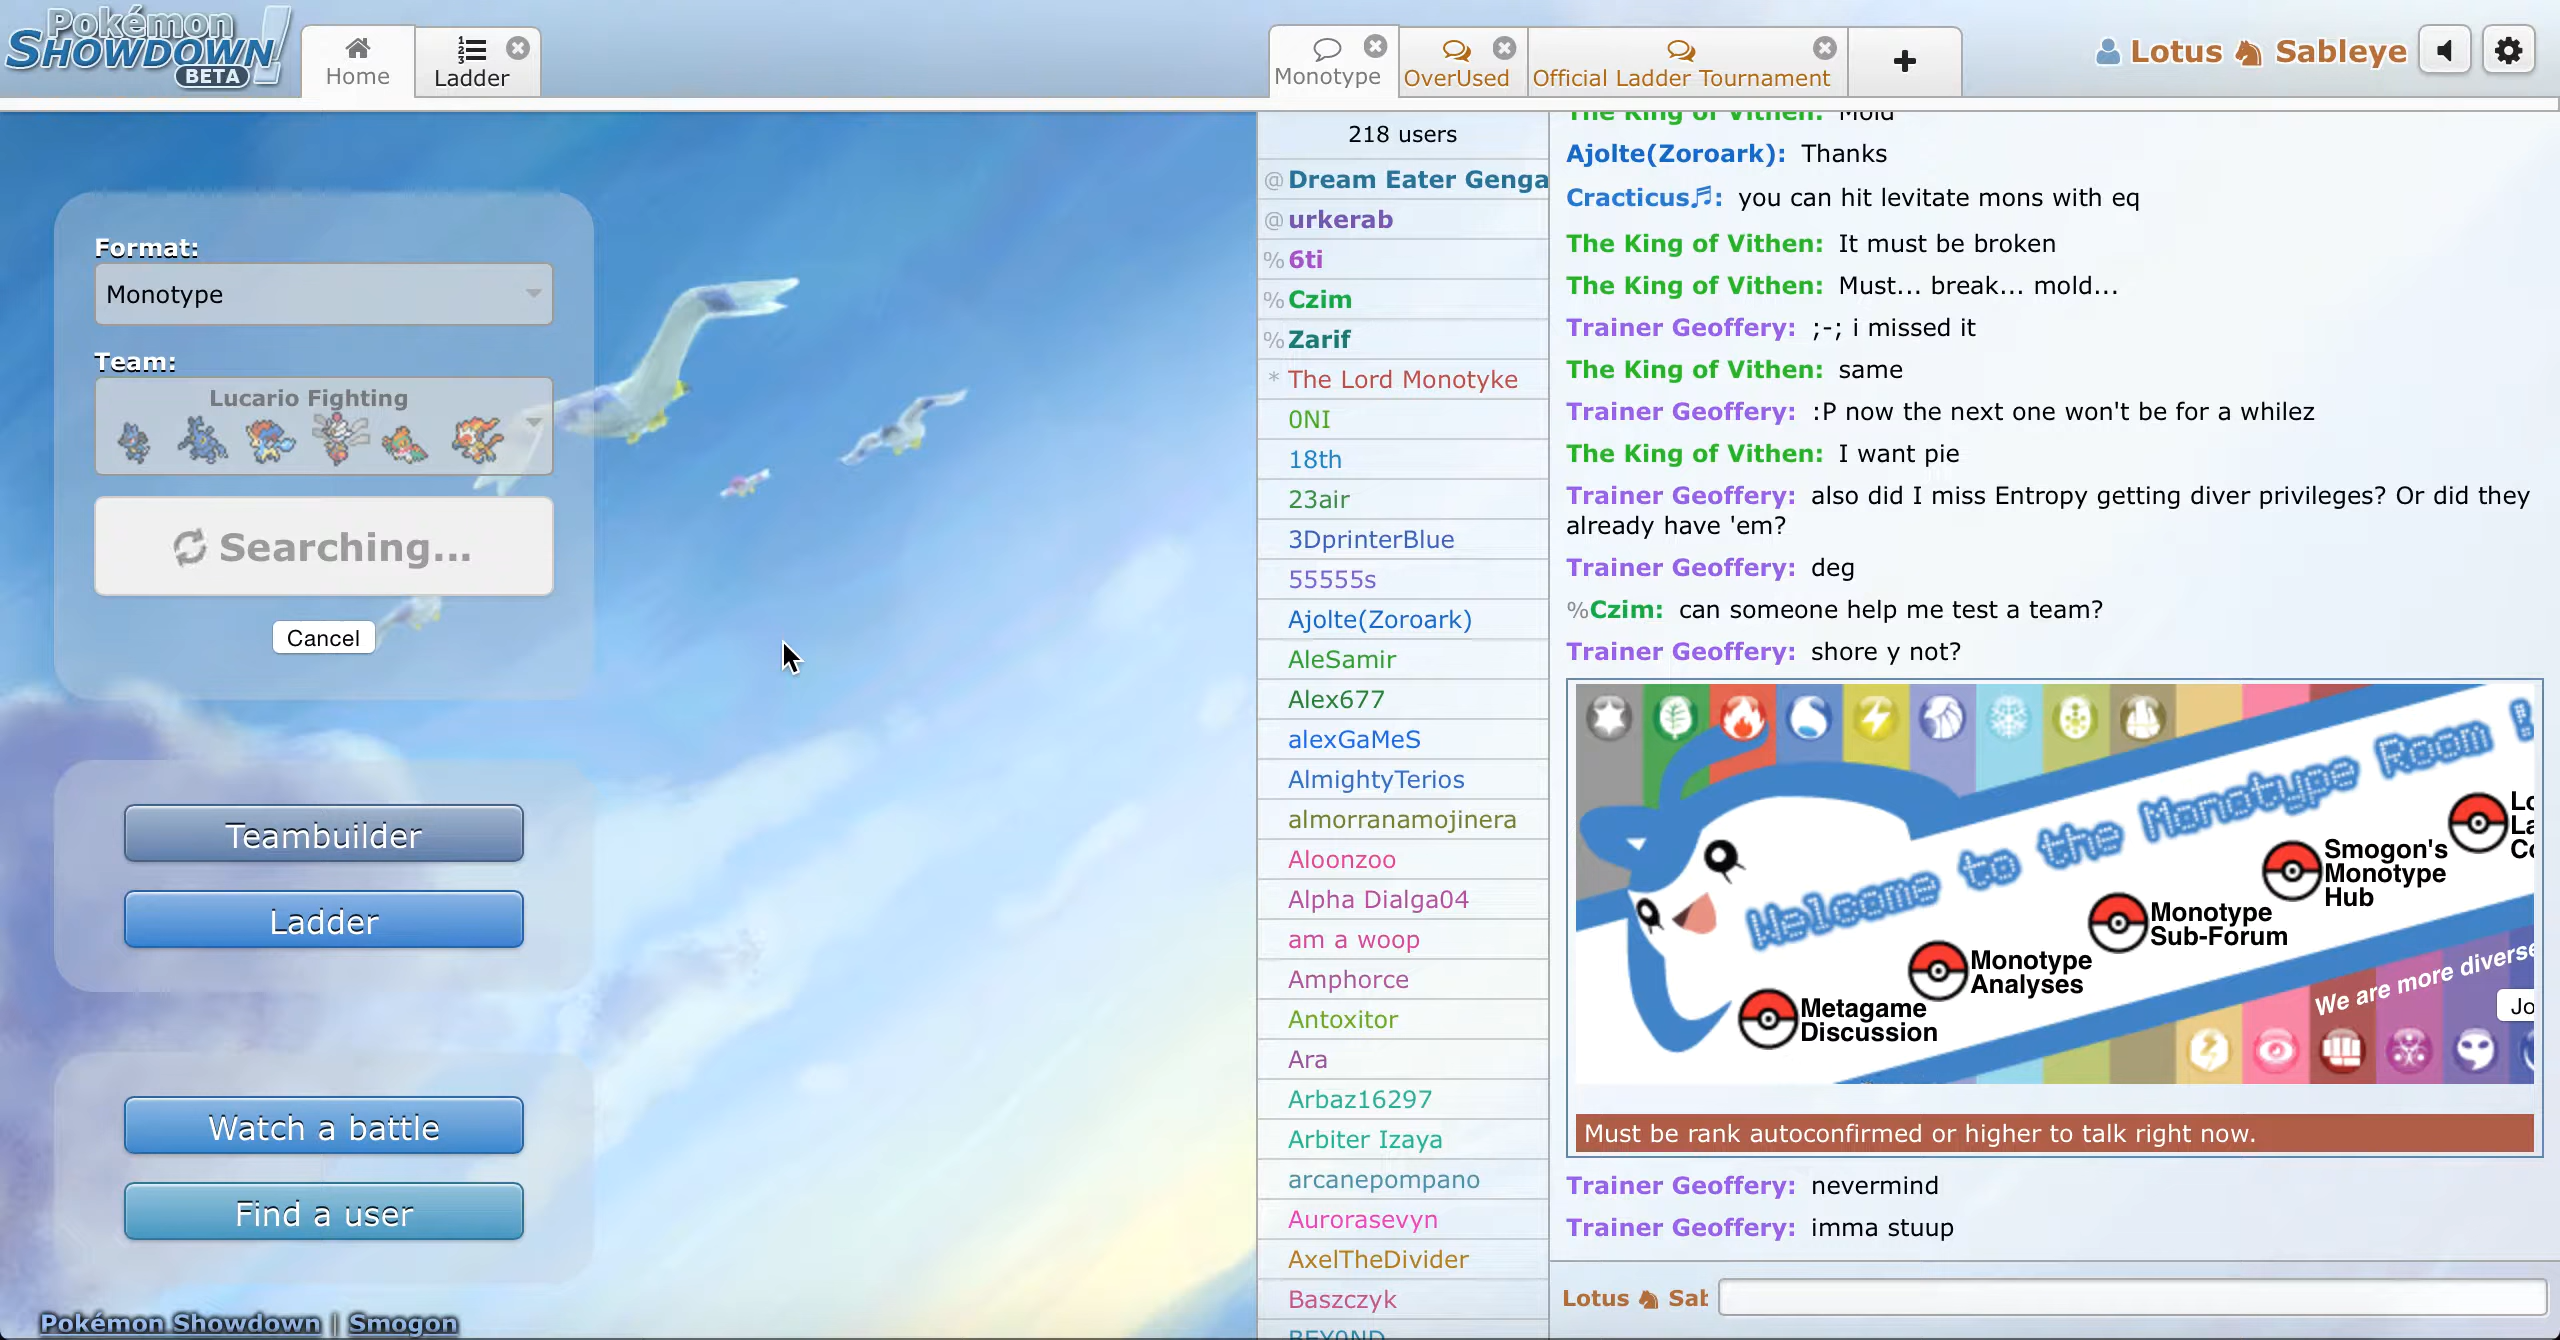 Pokémon
SHOWDOWN!
BETA
Home
Ladder
Monotype
OverUsed
Official Ladder Tournament
Lotus Sableye
Format:
Monotype
Team:
Lucario Fighting
Searching...
Cancel
Teambuilder
Ladder
Watch a battle
Find a user
Pokémon Showdown | Smogon
218 users
@ Dream Eater Genga
@ urkerab
% 6ti
% Czim
% Zarif
* The Lord Monotyke
0NI
18th
23air
3DprinterBlue
55555s
Ajolte(Zoroark)
AleSamir
Alex677
alexGaMeS
AlmightyTerios
almorranamojinera
Aloonzoo
Alpha Dialga04
am a woop
Amphorce
Antoxitor
Ara
Arbaz16297
Arbiter Izaya
arcanepompano
Aurorasevyn
AxelTheDivider
Baszczyk
The King of Vithen: Mold
Ajolte(Zoroark): Thanks
Cracticus♬: you can hit levitate mons with eq
The King of Vithen: It must be broken
The King of Vithen: Must... break... mold...
Trainer Geoffery: ;-; i missed it
The King of Vithen: same
Trainer Geoffery: :P now the next one won't be for a whilez
The King of Vithen: I want pie
Trainer Geoffery: also did I miss Entropy getting diver privileges? Or did they
already have 'em?
Trainer Geoffery: deg
%Czim: can someone help me test a team?
Trainer Geoffery: shore y not?
Welcome to the Monotype Room !
Smogon's
Monotype
Hub
Monotype
Sub-Forum
Monotype
Analyses
Metagame
Discussion
We are more diverse
Jo
Must be rank autoconfirmed or higher to talk right now.
Trainer Geoffery: nevermind
Trainer Geoffery: imma stuup
Lotus Sab